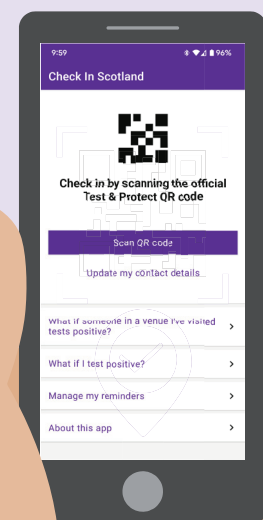 9:59
96%
Check In Scotland
Check in by scanning the official
Test & Protect QR code
Scan QR code
Update my contact details
What if someone in a venue I've visited
tests positive?
What if I test positive?
Manage my reminders
About this app